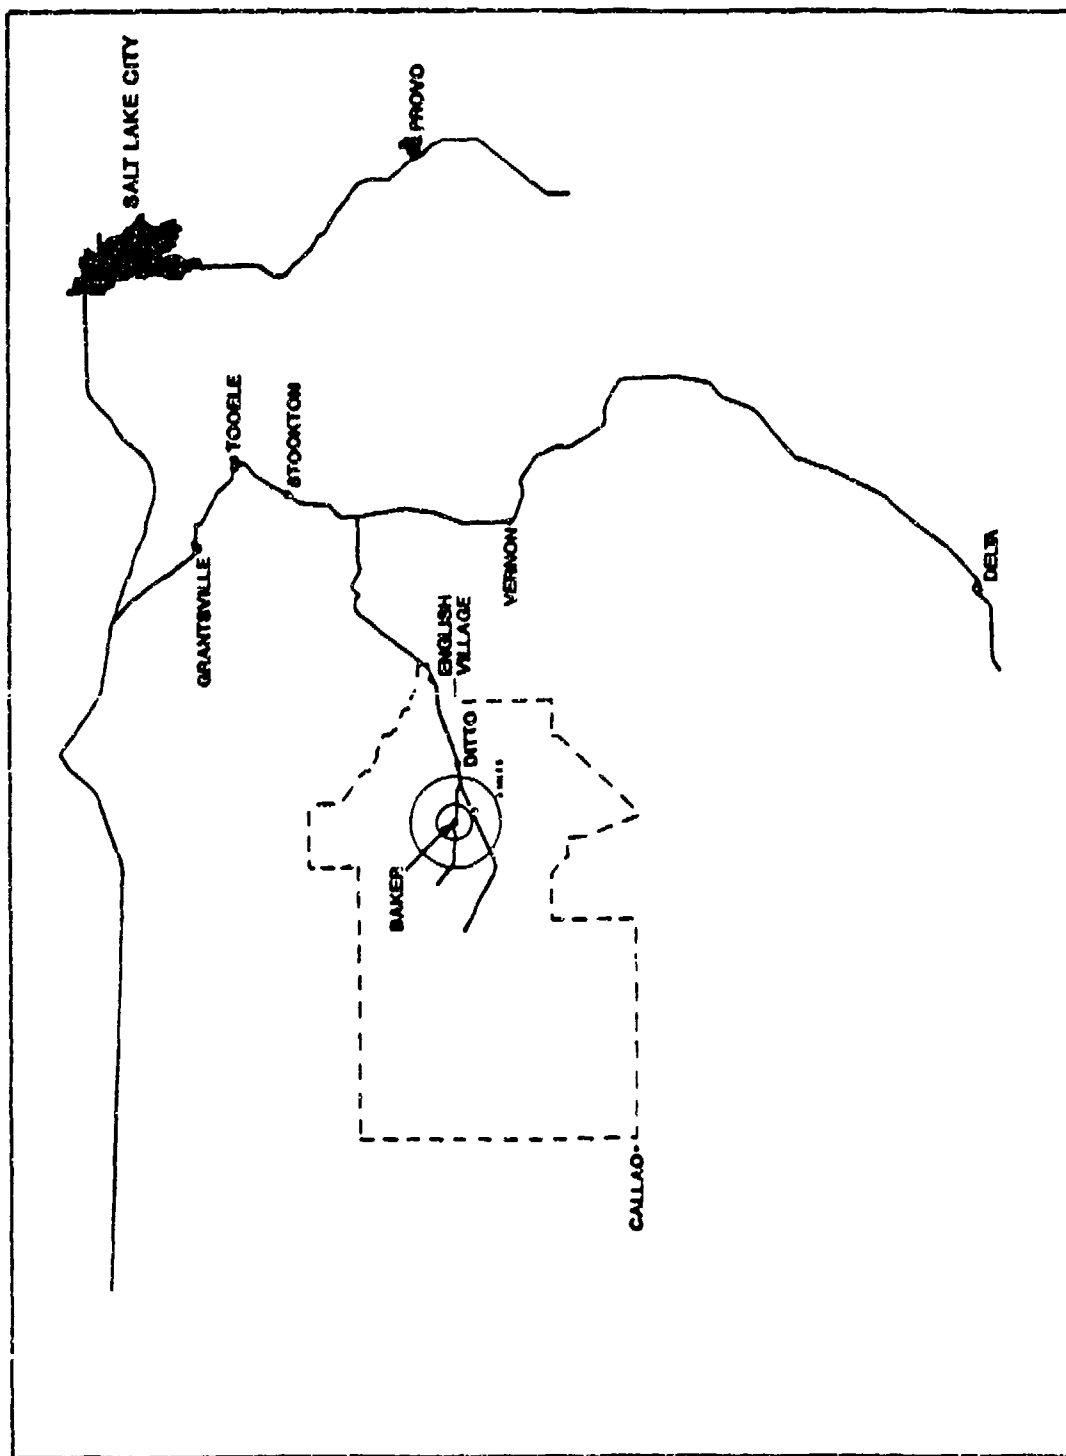 SALT LAKE CITY
PROVO
TOOELE
STOCKTON
GRANTSVILLE
VERNON
ENGLISH
VILLAGE
DITTO
BAKER
DELTA
CALLAO